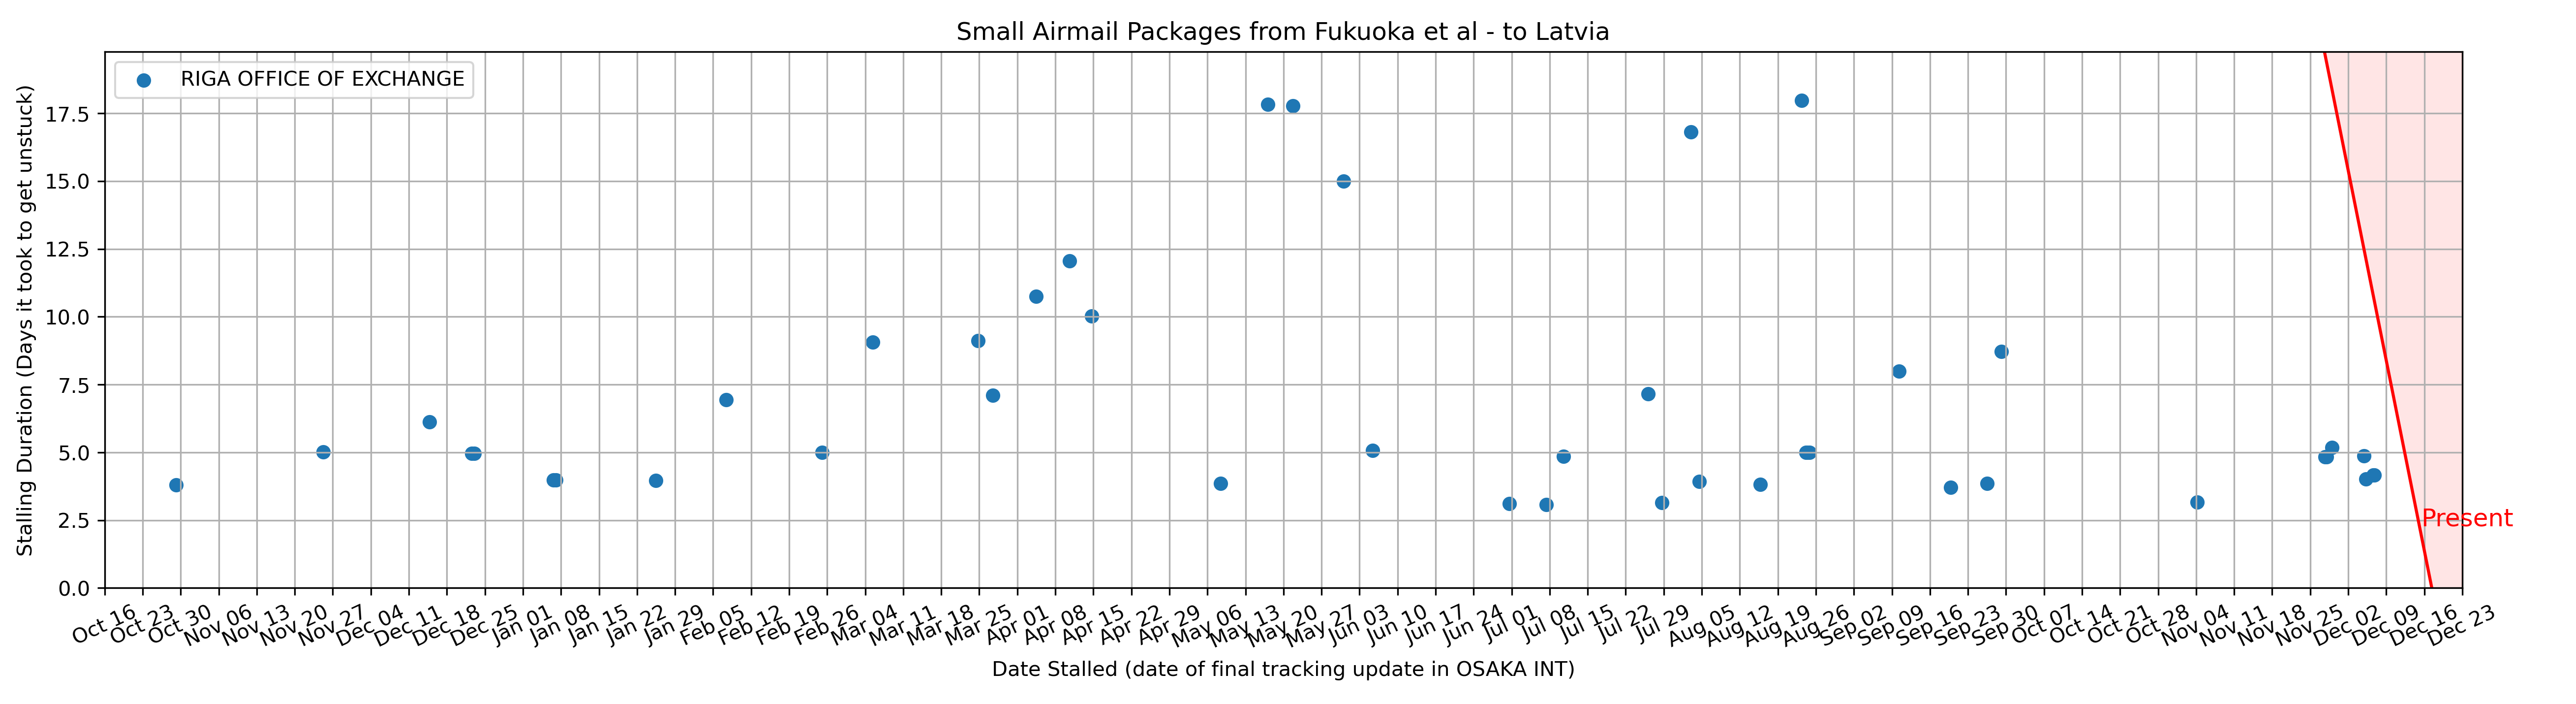 Small Airmail Packages from Fukuoka et al - to Latvia
RIGA OFFICE OF EXCHANGE
Stalling Duration (Days it took to get unstuck)
17.5
15.0
12.5
10.0
7.5
5.0
2.5
0.0
Present
Oct 16 Oct 23 Oct 30 Nov 06 Nov 13 Nov 20 Nov 27 Dec 04 Dec 11 Dec 18 Dec 25 Jan 01 Jan 08 Jan 15 Jan 22 Jan 29 Feb 05 Feb 12 Feb 19 Feb 26 Mar 04 Mar 11 Mar 18 Mar 25 Apr 01 Apr 08 Apr 15 Apr 22 Apr 29 May 06 May 13 May 20 May 27 Jun 03 Jun 10 Jun 17 Jun 24 Jul 01 Jul 08 Jul 15 Jul 22 Jul 29 Aug 05 Aug 12 Aug 19 Aug 26 Sep 02 Sep 09 Sep 16 Sep 23 Sep 30 Oct 07 Oct 14 Oct 21 Oct 28 Nov 04 Nov 11 Nov 18 Nov 25 Dec 02 Dec 09 Dec 16 Dec 23
Date Stalled (date of final tracking update in OSAKA INT)